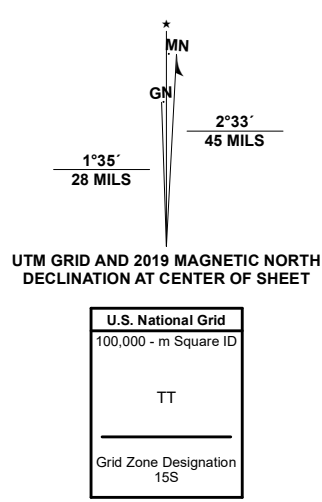 ★
MN
GN
2°33´
45 MILS
1°35´
28 MILS
UTM GRID AND 2019 MAGNETIC NORTH
DECLINATION AT CENTER OF SHEET
U.S. National Grid
100,000 - m Square ID
TT
Grid Zone Designation
15S